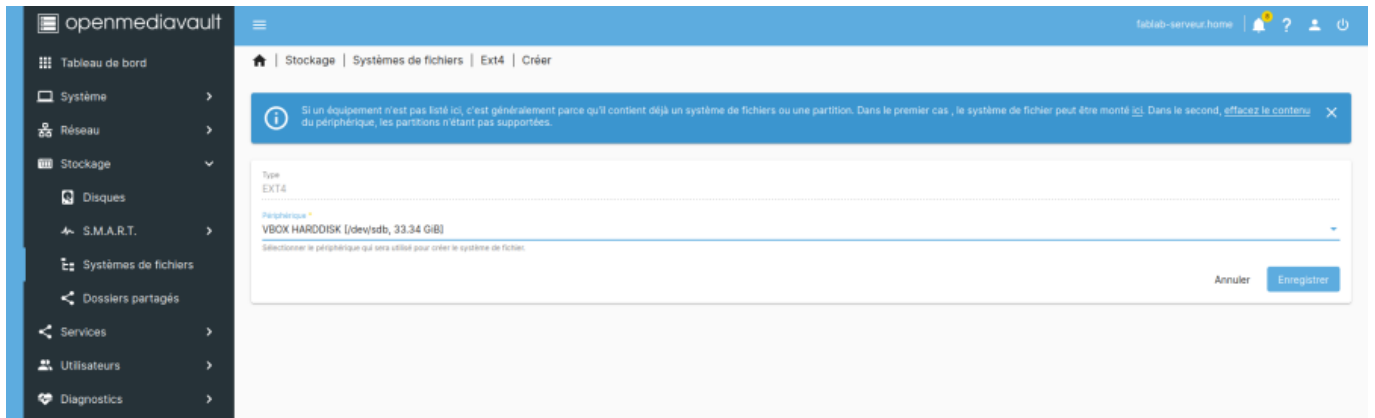 openmediavault
fablab-serveur.home
Tableau de bord
Système
Réseau
Stockage
Disques
S.M.A.R.T.
Systèmes de fichiers
Dossiers partagés
Services
Utilisateurs
Diagnostics
| Stockage | Systèmes de fichiers | Ext4 | Créer
Si un équipement n'est pas listé ici, c'est généralement parce qu'il contient déjà un système de fichiers ou une partition. Dans le premier cas , le système de fichier peut être monté ici. Dans le second, effacez le contenu
du périphérique, les partitions n'étant pas supportées.
Type
EXT4
Périphérique *
VBOX HARDDISK [/dev/sdb, 33.34 GiB]
Sélectionner le périphérique qui sera utilisé pour créer le système de fichier.
Annuler
Enregistrer